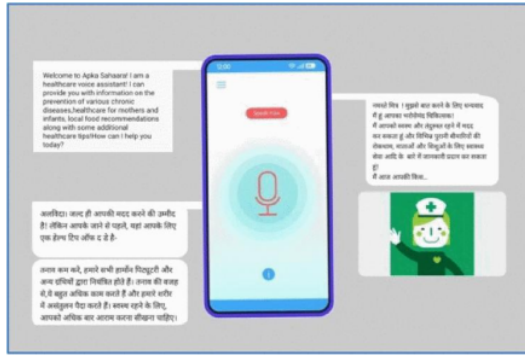 Welcome to Apka Sahaara! I am a
healthcare voice assistant! I can
provide you with information on the
prevention of various chronic
diseases,healthcare for mothers and
infants, local food recommendations
along with some additional
healthcare tips!How can I help you
today?
12:00
नमस्ते मित्र ! मुझसे बात करने के लिए धन्यवाद
मैं हूं आपका भरोसेमंद चिकित्सक!
मैं आपको स्वस्थ और तंदुरुस्त रहने में मदद
कर सकता हूं और विभिन्न पुरानी बीमारियों की
रोकथाम, माताओं और शिशुओं के लिए स्वास्थ्य
सेवा आदि के बारे में जानकारी प्रदान कर सकता
हूं!
मैं आज आपकी किस..
अलविदा। जल्द ही आपकी मदद करने की उम्मीद
है! लेकिन आपके जाने से पहले, यहां आपके लिए
एक हेल्थ टिप ऑफ द डे है-
तनाव कम करे, हमारे सभी हार्मोन पिट्यूटरी और
अन्य ग्रंथियों द्वारा नियंत्रित होते हैं। तनाव की वजह
से,ये बहुत अधिक काम करते हैं और हमारे शरीर
में असंतुलन पैदा करते हैं। स्वस्थ रहने के लिए,
आपको अधिक बार आराम करना सीखना चाहिए।